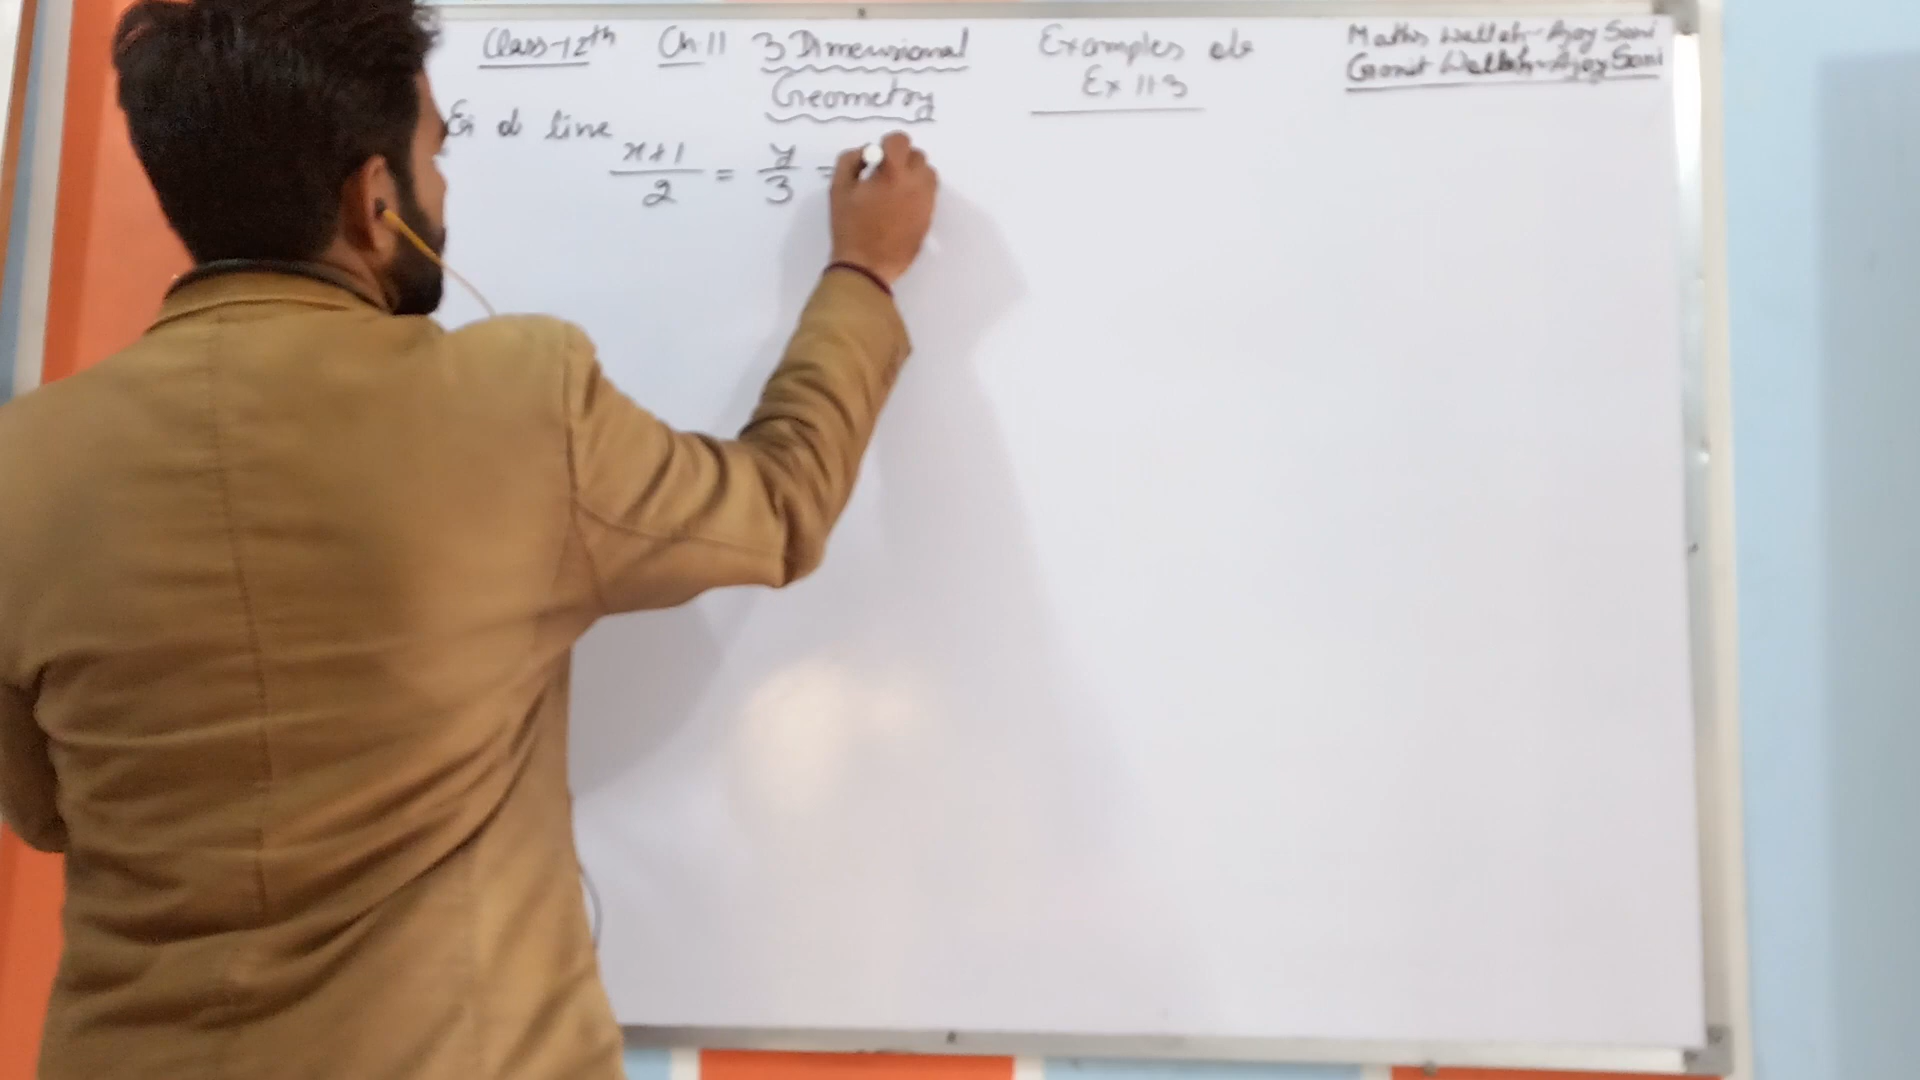 Class-12th Ch 11 3 Dimensional Geometry
Examples
Ex 11.3
Maths Wallah-Ajay Soni
Ganit Wallah-Ajay Soni
line
x+1/2 = y/3 =